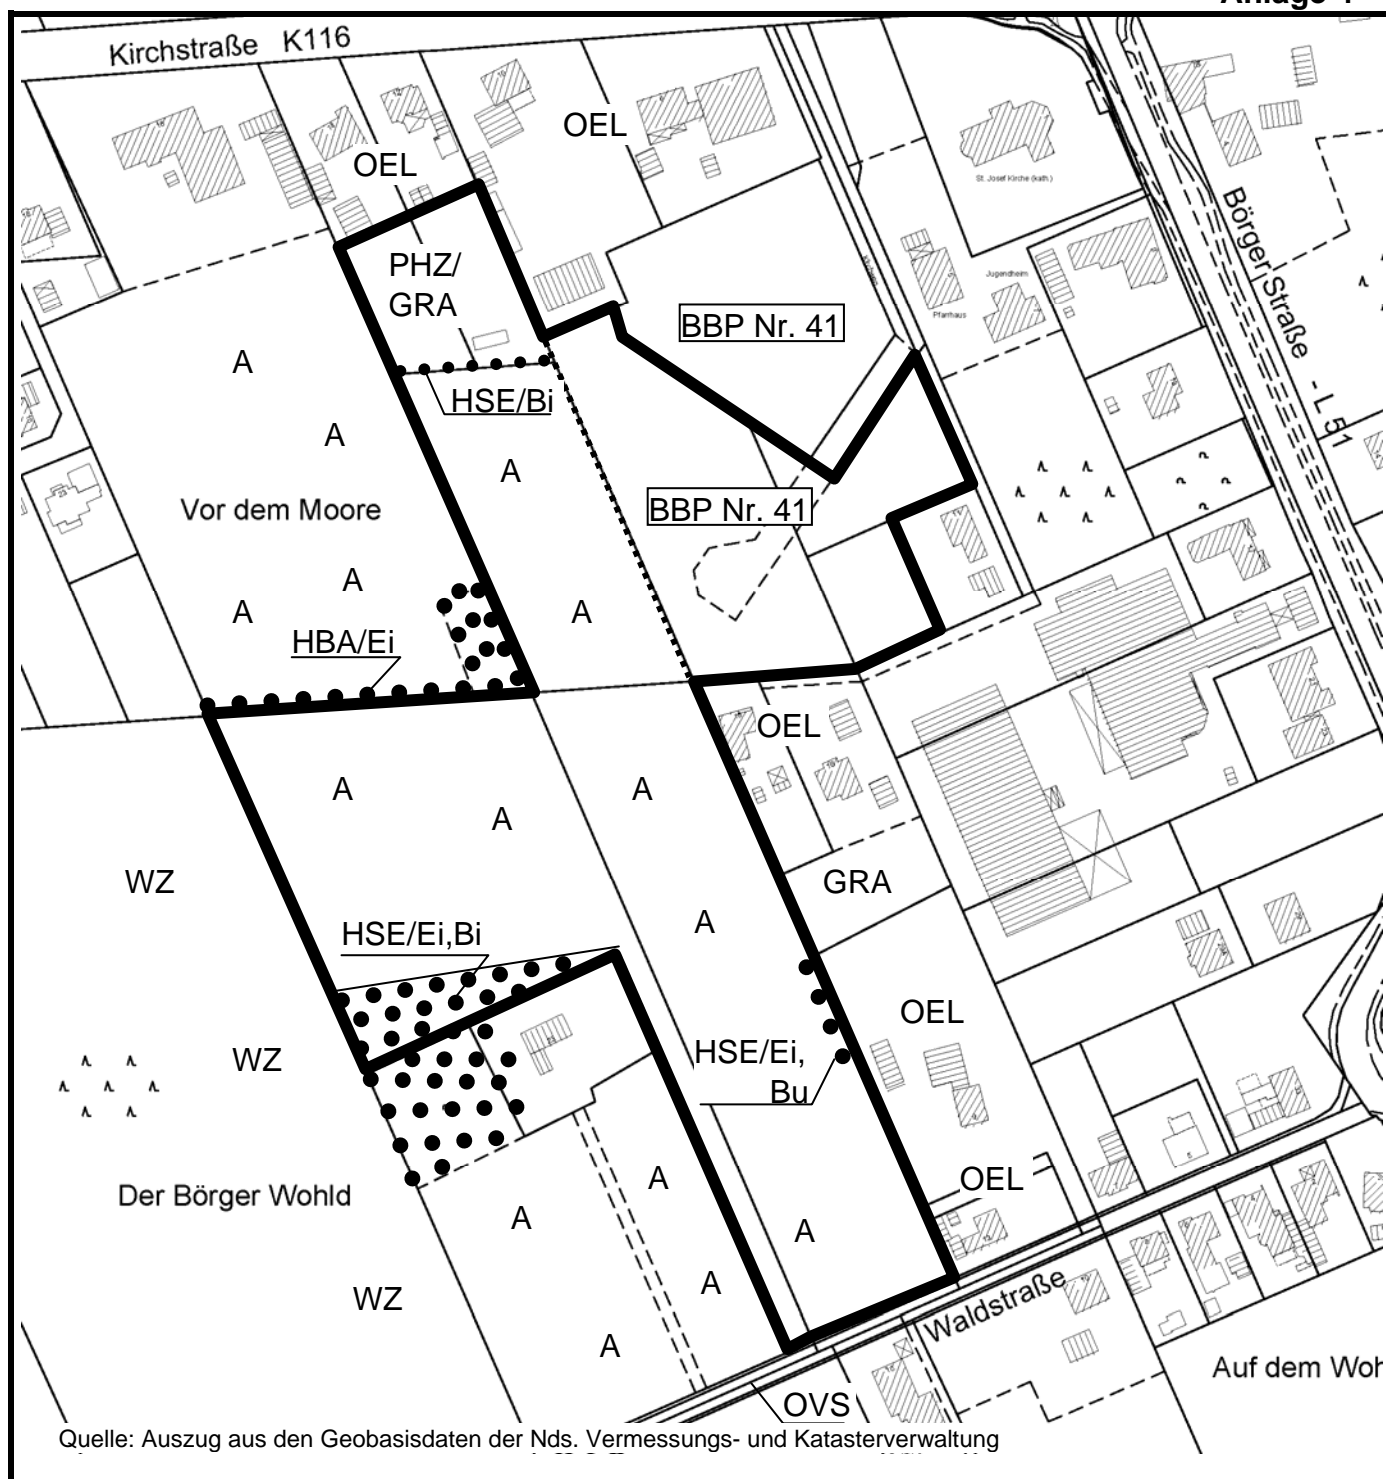 Kirchstraße K116
OEL
OEL
St. Josef Kirche (kath.)
Börger Straße - L 51
PHZ/
GRA
Jugendheim
Pfarrhaus
BBP Nr. 41
A
HSE/Bi
A
A
Vor dem Moore
BBP Nr. 41
A
A
A
HBA/Ei
OEL
A
A
A
WZ
GRA
A
HSE/Ei,Bi
OEL
WZ
HSE/Ei,
Bu
Der Börger Wohld
A
OEL
A
A
WZ
A
Waldstraße
A
Auf dem Woh
OVS
Quelle: Auszug aus den Geobasisdaten der Nds. Vermessungs- und Katasterverwaltung